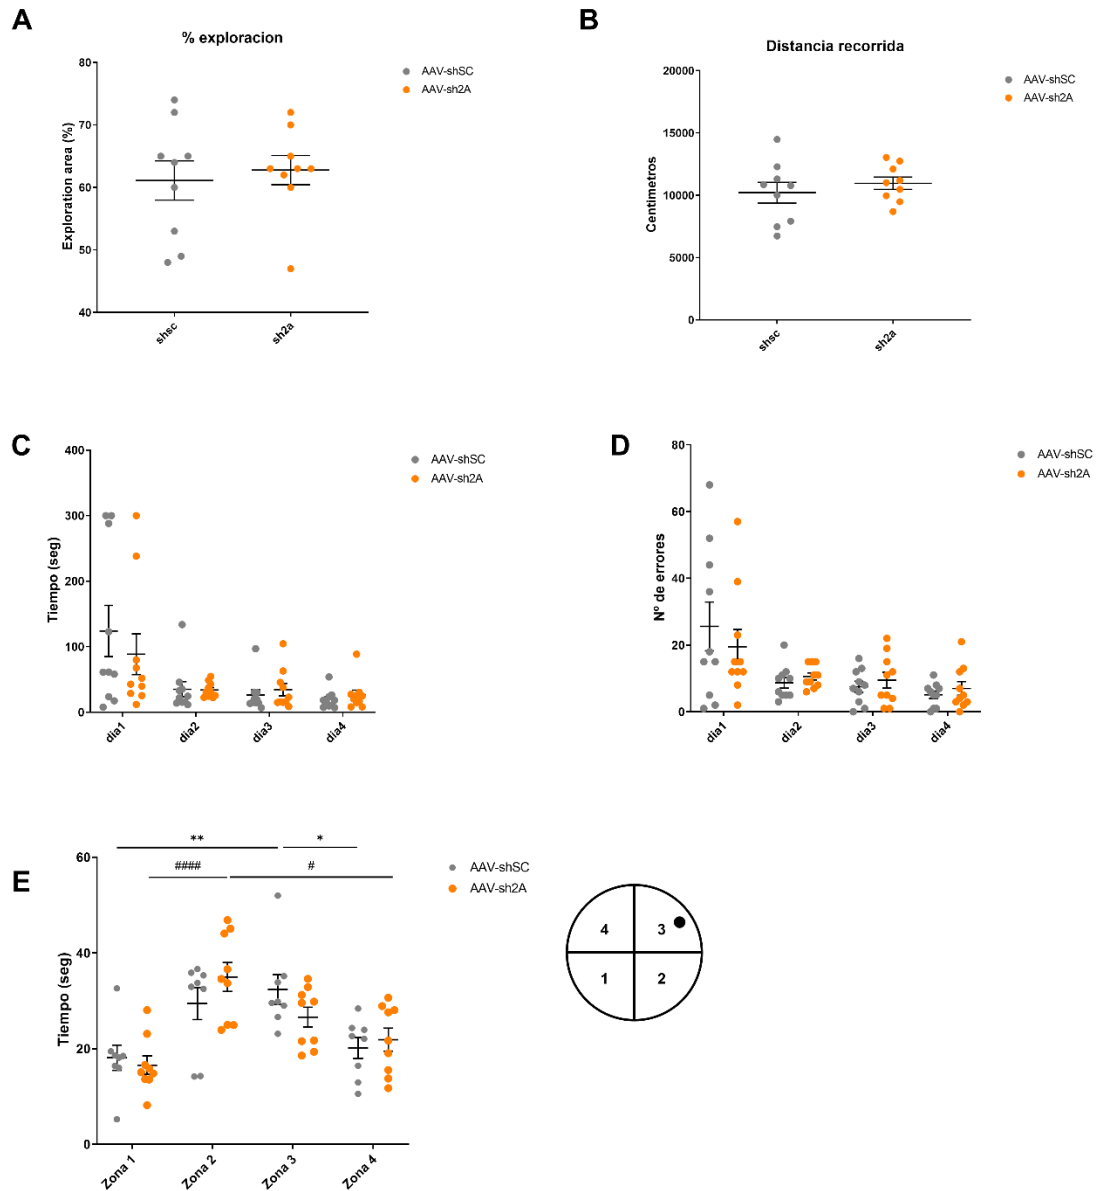 A
% exploracion
AAV-shSC
AAV-sh2A
Exploration area (%)
80
70
60
50
40
shsc
sh2a
B
Distancia recorrida
AAV-shSC
AAV-sh2A
Centimetros
20000
15000
10000
5000
0
shsc
sh2a
C
AAV-shSC
AAV-sh2A
Tiempo (seg)
400
300
200
100
0
dia1
dia2
dia3
dia4
D
AAV-shSC
AAV-sh2A
Nº de errores
80
60
40
20
0
dia1
dia2
dia3
dia4
E
** *
#### #
AAV-shSC
AAV-sh2A
Tiempo (seg)
60
40
20
0
Zona 1
Zona 2
Zona 3
Zona 4
4 3
1 2